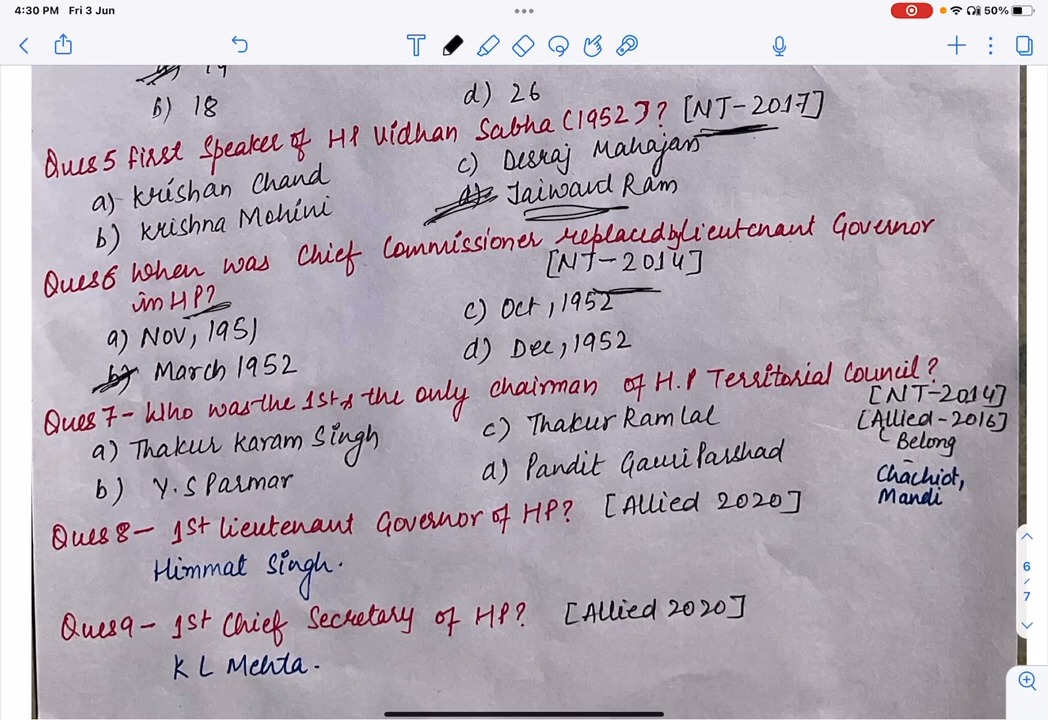 4:30 PM Fri 3 Jun
50%
a) 19
b) 18
d) 26
Ques 5 first Speaker of HP Vidhan Sabha (1952)? [NT-2017]
a) Krishan Chand
c) Desraj Mahajan
b) Krishna Mohini
d) Jaiward Ram
Ques 6 When was Chief Commissioner replaced by lieutenant Governor
in HP?
[NT-2014]
a) Nov, 1951
c) Oct, 1952
b) March 1952
d) Dec, 1952
Ques 7- Who was the 1st & the only chairman of H.P Territorial Council?
[NT-2014]
a) Thakur Karam Singh
c) Thakur Ram lal
[Allied-2016]
Belong
b) Y.S Parmar
d) Pandit Gauri Parshad
Chachiot,
Mandi
Ques 8- 1st lieutenant Governor of HP? [Allied 2020]
Himmat Singh.
Ques 9- 1st Chief Secretary of HP? [Allied 2020]
K L Mehta.
6
/
7